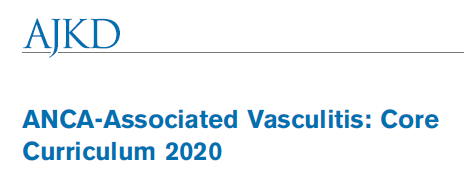 AJKD
ANCA-Associated Vasculitis: Core
Curriculum 2020